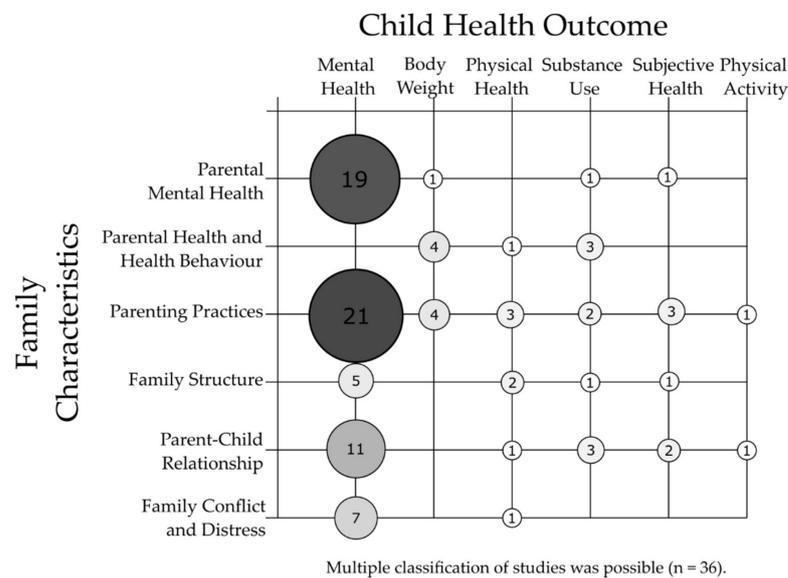 Child Health Outcome
Mental Body Physical Substance Subjective Physical
Health Weight Health Use Health Activity
Family
Characteristics
Parental
Mental Health
19 1 1 1
Parental Health and
Health Behaviour
4 1 3
Parenting Practices 21 4 3 2 3 1
Family Structure 5 2 1 1
Parent-Child
Relationship
11 1 3 2 1
Family Conflict
and Distress
7 1
Multiple classification of studies was possible (n = 36).